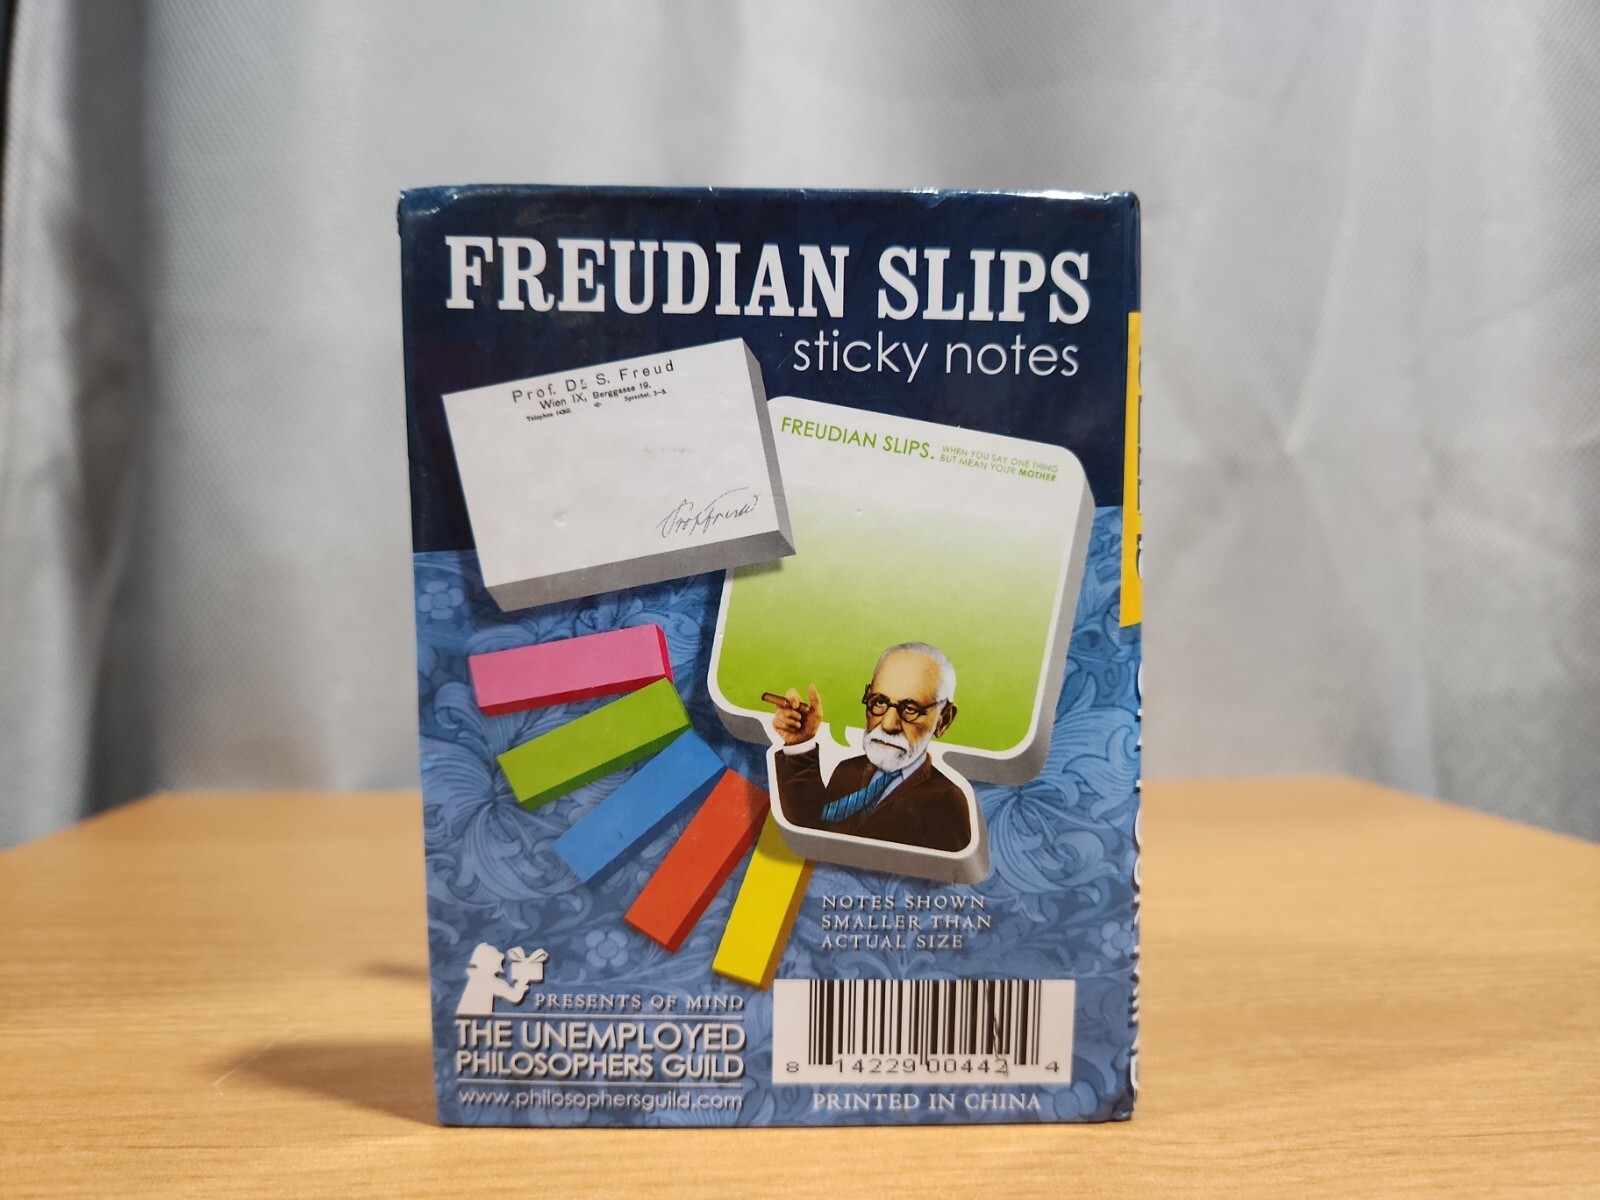 FREUDIAN SLIPS
sticky notes
Prof. Dr. S. Freud
Wien IX, Berggasse 19.
FREUDIAN SLIPS.
WHEN YOU SAY ONE THING
BUT MEAN YOUR MOTHER
NOTES SHOWN
SMALLER THAN
ACTUAL SIZE
PRESENTS OF MIND
THE UNEMPLOYED
PHILOSOPHERS GUILD
www.philosophersguild.com
8 14229 00442 4
PRINTED IN CHINA